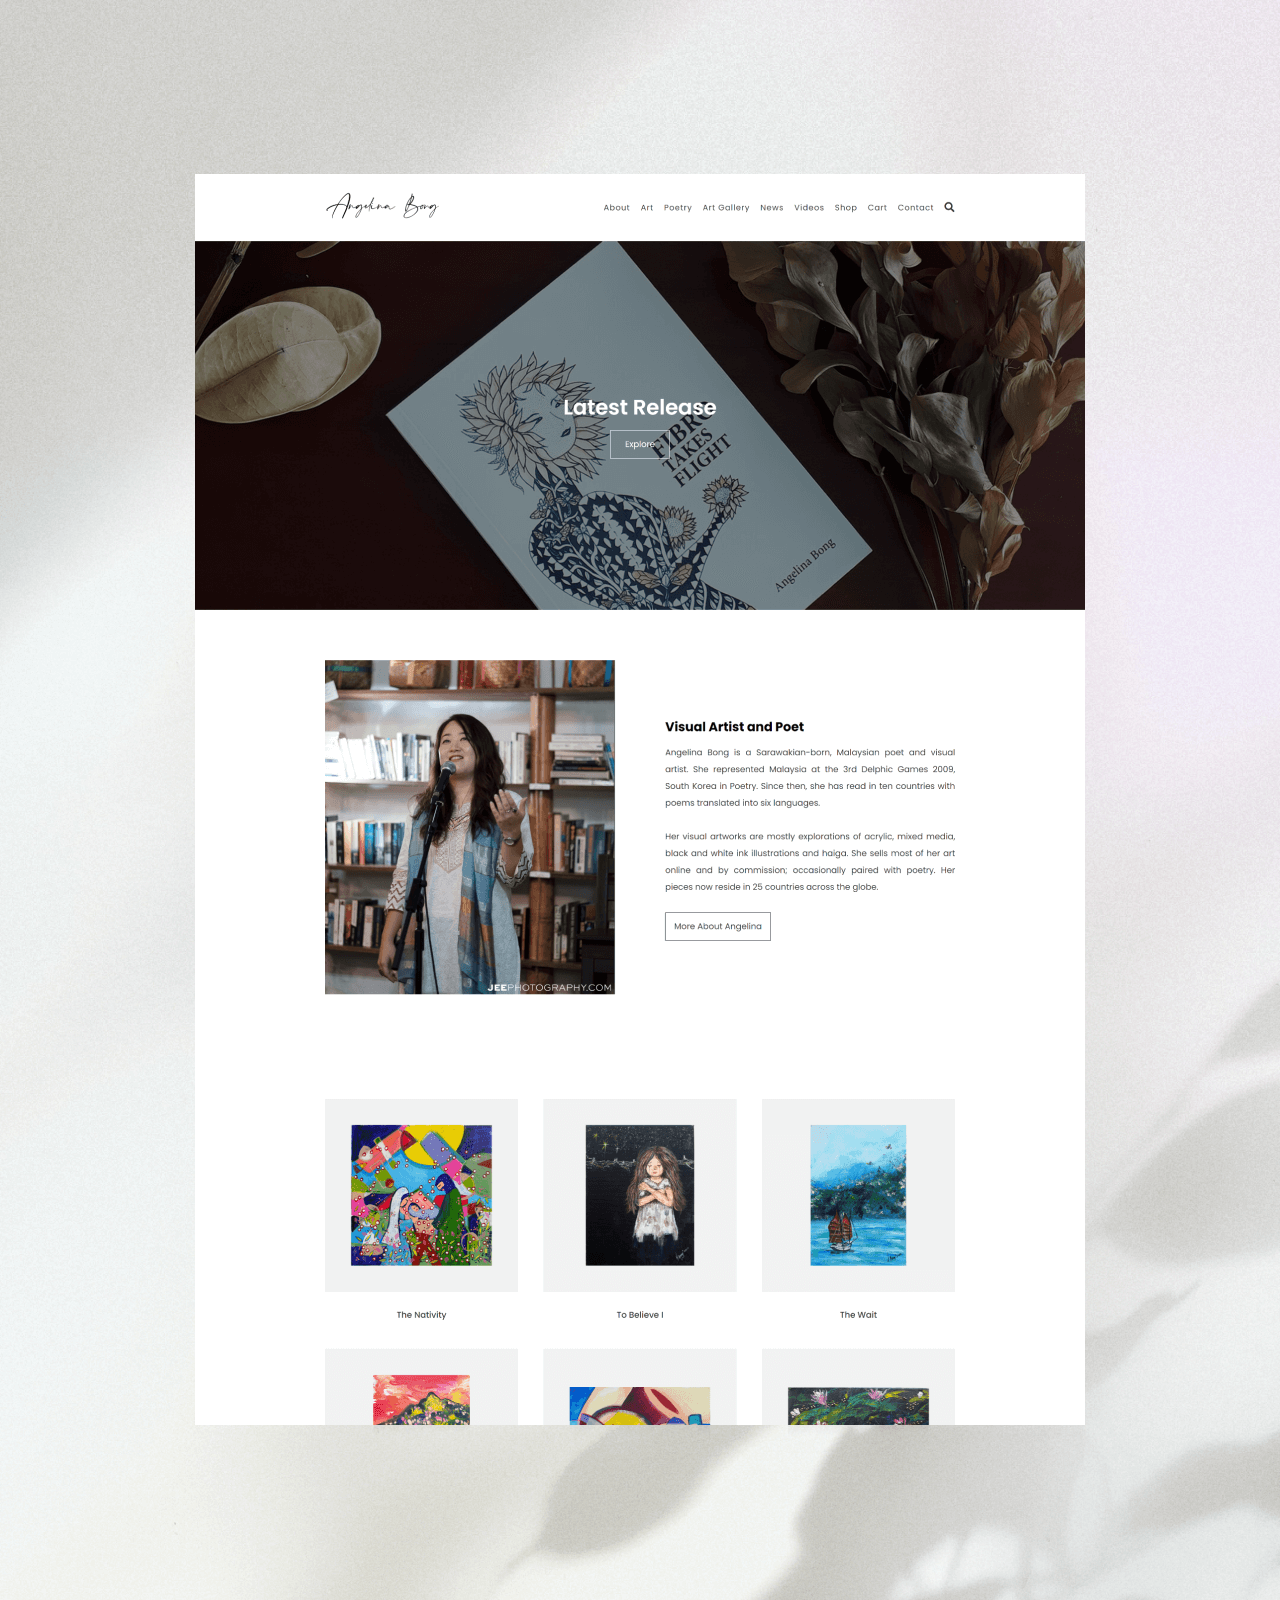 Angelina Bong
About Art Poetry Art Gallery News Videos Shop Cart Contact
Latest Release
Explore
FIBRO
TAKES
FLIGHT
Angelina Bong
Visual Artist and Poet
Angelina Bong is a Sarawakian-born, Malaysian poet and visual
artist. She represented Malaysia at the 3rd Delphic Games 2009,
South Korea in Poetry. Since then, she has read in ten countries with
poems translated into six languages.
Her visual artworks are mostly explorations of acrylic, mixed media,
black and white ink illustrations and haiga. She sells most of her art
online and by commission; occasionally paired with poetry. Her
pieces now reside in 25 countries across the globe.
More About Angelina
JEEPHOTOGRAPHY.COM
The Nativity
To Believe I
The Wait